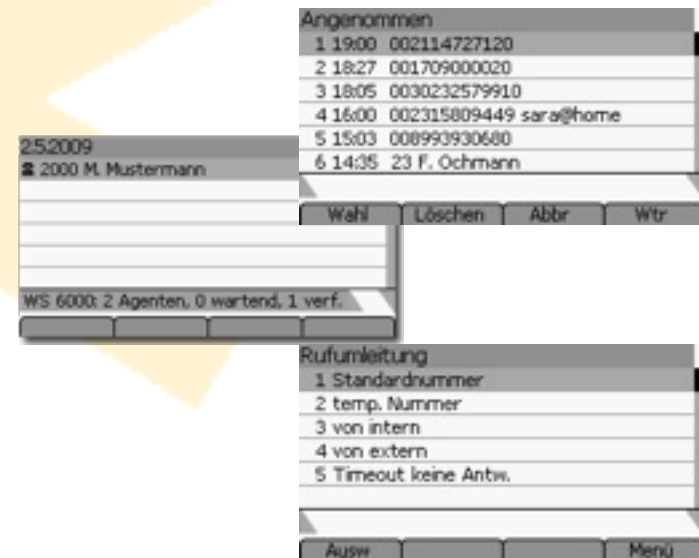 Angenommen
1 19:00 002114727120
2 18:27 001709000020
3 18:05 0030232579910
4 16:00 002315809449 sara@home
5 15:03 008993930680
6 14:35 23 F. Ochmann
Wahl Löschen Abbr Wtr
2.5.2009
2000 M. Mustermann
WS 6000: 2 Agenten, 0 wartend, 1 verf.
Rufumleitung
1 Standardnummer
2 temp. Nummer
3 von intern
4 von extern
5 Timeout keine Antw.
Ausw Menü